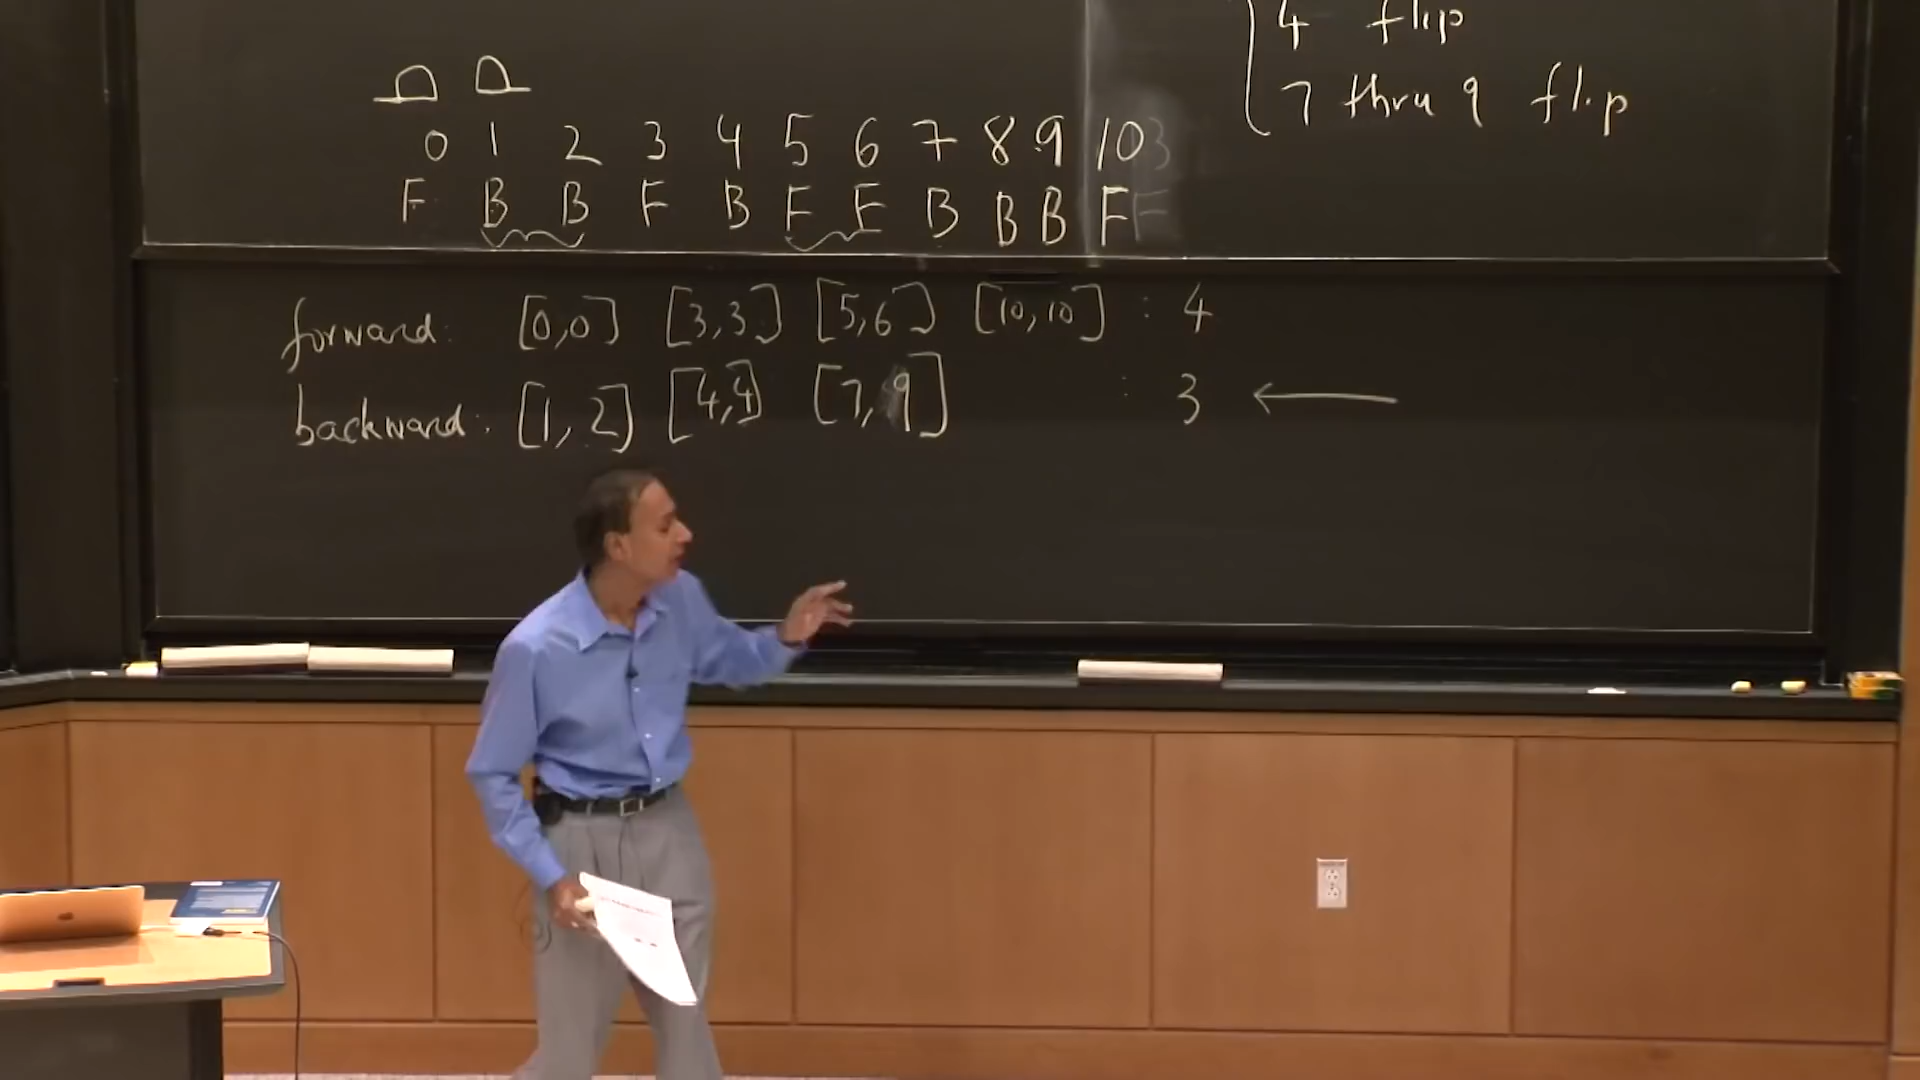 4 flip
7 thru 9 flip
0 1 2 3 4 5 6 7 8 9 10 3
F B B F B F F B B B F F
forward: [0,0] [3,3] [5,6] [10,10] : 4
backward: [1,2] [4,4] [7,9] : 3 ←